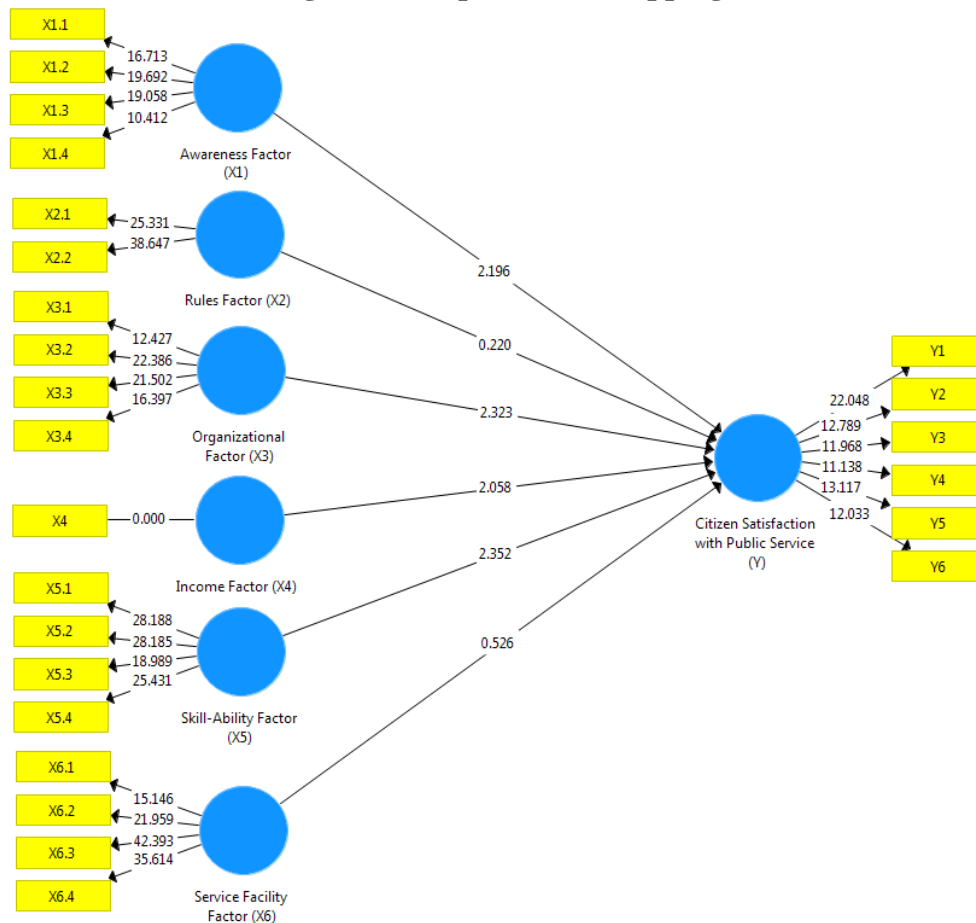 X1.1
16.713
X1.2
19.692
X1.3
19.058
10.412
X1.4
Awareness Factor
(X1)
X2.1
25.331
X2.2
38.647
2.196
Rules Factor (X2)
0.220
X3.1
12.427
X3.2
22.386
X3.3
21.502
16.397
X3.4
Organizational
Factor (X3)
2.323
Y1
22.048
Y2
12.789
Y3
11.968
Y4
11.138
13.117
Y5
12.033
Y6
Citizen Satisfaction
with Public Service
(Y)
X4
0.000
2.058
Income Factor (X4)
2.352
X5.1
28.188
X5.2
28.185
X5.3
18.989
25.431
X5.4
Skill-Ability Factor
(X5)
0.526
X6.1
15.146
X6.2
21.959
X6.3
42.393
35.614
X6.4
Service Facility
Factor (X6)